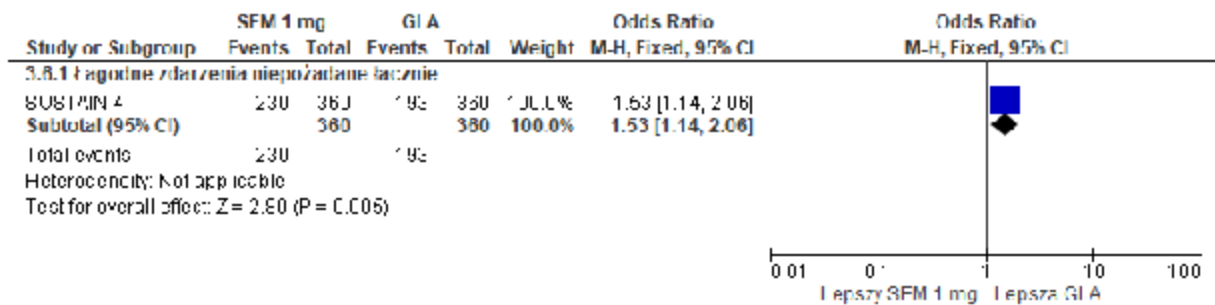 SEM 1 mg GLA Odds Ratio Odds Ratio
Study or Subgroup Events Total Events Total Weight M-H, Fixed, 95% CI M-H, Fixed, 95% CI
3.6.1 Łagodne zdarzenia niepożądane łącznie
SUSTAIN 4 230 360 193 360 100.0% 1.53 [1.14, 2.06]
Subtotal (95% CI) 360 360 100.0% 1.53 [1.14, 2.06]
Total events 230 193
Heterogeneity: Not applicable
Test for overall effect: Z = 2.80 (P = 0.005)
0.01 0.1 1 10 100
Lepszy SEM 1 mg Lepsza GLA